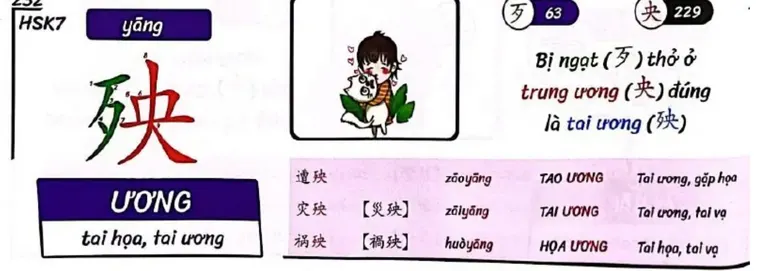 232
HSK7
yāng
殃
ƯƠNG
tai họa, tai ương
歹 63
央 229
Bị ngạt (歹) thở ở
trung ương (央) đúng
là tai ương (殃)
遭殃 zāoyāng TAO ƯƠNG Tai ương, gặp họa
灾殃 【災殃】 zāiyāng TAI ƯƠNG Tai ương, tai vạ
祸殃 【禍殃】 huòyāng HỌA ƯƠNG Tai họa, tai vạ